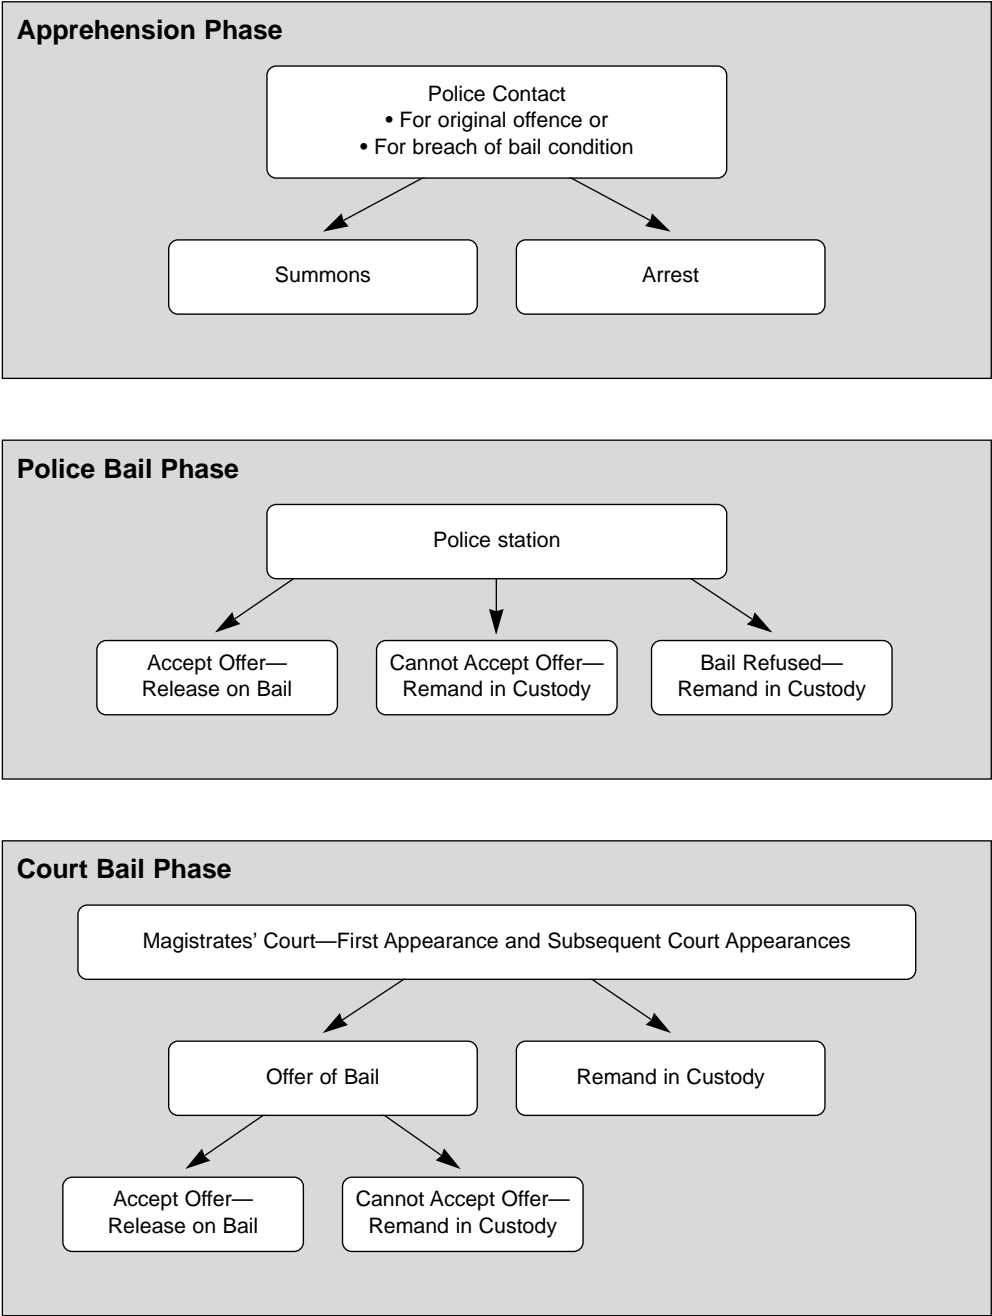 Apprehension Phase
Police Contact
• For original offence or
• For breach of bail condition
Summons
Arrest
Police Bail Phase
Police station
Accept Offer—
Release on Bail
Cannot Accept Offer—
Remand in Custody
Bail Refused—
Remand in Custody
Court Bail Phase
Magistrates’ Court—First Appearance and Subsequent Court Appearances
Offer of Bail
Remand in Custody
Accept Offer—
Release on Bail
Cannot Accept Offer—
Remand in Custody